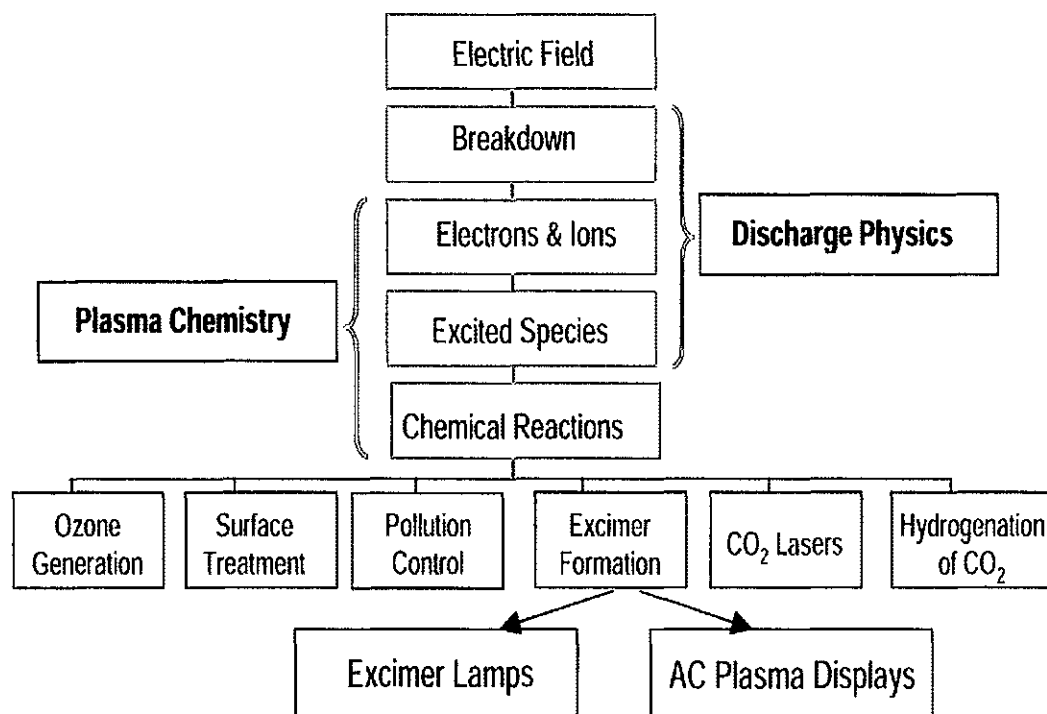 Electric Field
Breakdown
Electrons & Ions
Discharge Physics
Plasma Chemistry
Excited Species
Chemical Reactions
Ozone
Generation
Surface
Treatment
Pollution
Control
Excimer
Formation
CO₂ Lasers
Hydrogenation
of CO₂
Excimer Lamps
AC Plasma Displays